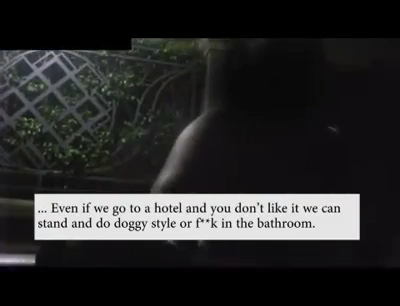 ... Even if we go to a hotel and you don't like it we can
stand and do doggy style or f**k in the bathroom.